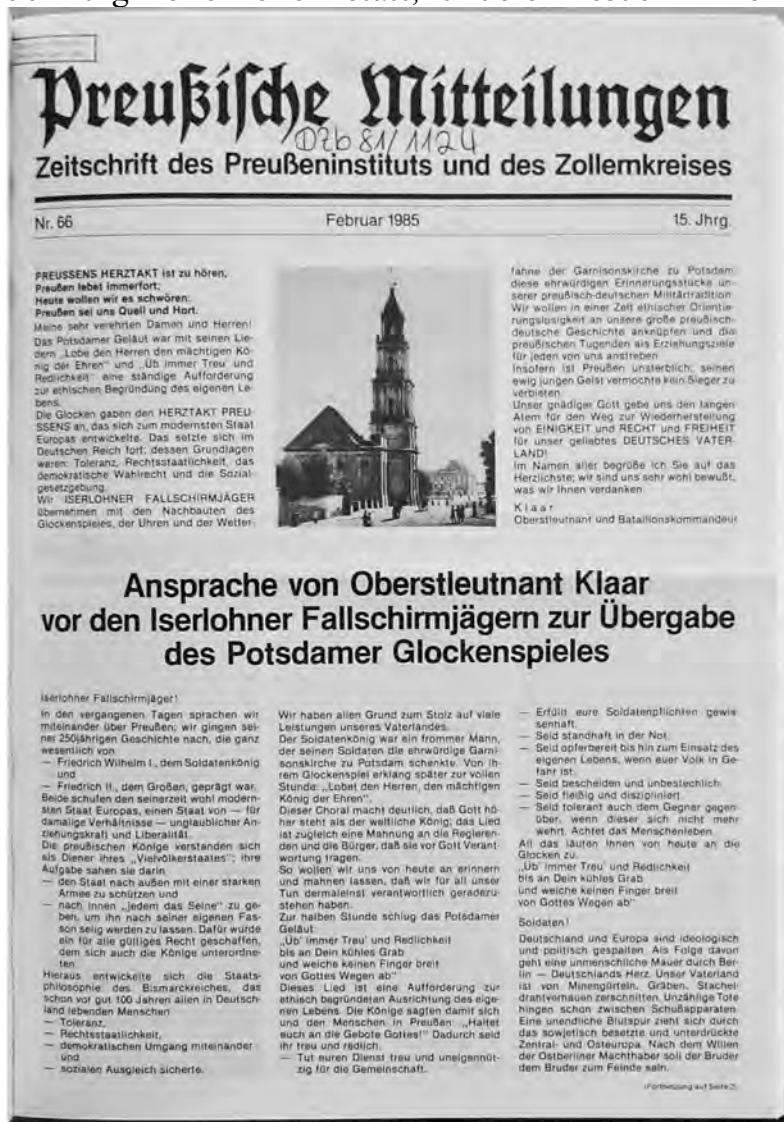 Preußische Mitteilungen
DZb 81/1124
Zeitschrift des Preußeninstituts und des Zollernkreises
Nr. 66
Februar 1985
15. Jhrg.
PREUSSENS HERZTAKT ist zu hören,
Preußen lebet immerfort;
Heute wollen wir es schwören:
Preußen sei uns Quell und Hort.
Meine sehr verehrten Damen und Herren!
Das Potsdamer Geläut war mit seinen Lie-
dern „Lobe den Herren den mächtigen Kö-
nig der Ehren" und „Üb immer Treu' und
Redlichkeit" eine ständige Aufforderung
zur ethischen Begründung des eigenen Le-
bens.
Die Glocken gaben den HERZTAKT PREU-
SSENS an, das sich zum modernsten Staat
Europas entwickelte. Das setzte sich im
Deutschen Reich fort; dessen Grundlagen
waren: Toleranz, Rechtsstaatlichkeit, das
demokratische Wahlrecht und die Sozial-
gesetzgebung.
Wir ISERLOHNER FALLSCHIRMJÄGER
übernehmen mit den Nachbauten des
Glockenspieles, der Uhren und der Wetter-
fahne der Garnisonskirche zu Potsdam
diese ehrwürdigen Erinnerungsstücke un-
serer preußisch-deutschen Militärtradition.
Wir wollen in einer Zeit ethischer Orientie-
rungslosigkeit an unsere große preußisch-
deutsche Geschichte anknüpfen und die
preußischen Tugenden als Erziehungsziele
für jeden von uns anstreben.
Insofern ist Preußen unsterblich, seinen
ewig jungen Geist vermochte kein Sieger zu
verbieten.
Unser gnädiger Gott gebe uns den langen
Atem für den Weg zur Wiederherstellung
von EINIGKEIT und RECHT und FREIHEIT
für unser geliebtes DEUTSCHES VATER-
LAND!
Im Namen aller begrüße ich Sie auf das
Herzlichste; wir sind uns sehr wohl bewußt,
was wir Ihnen verdanken.
Klaar
Oberstleutnant und Bataillonskommandeur
Ansprache von Oberstleutnant Klaar
vor den Iserlohner Fallschirmjägern zur Übergabe
des Potsdamer Glockenspieles
Iserlohner Fallschirmjäger!
In den vergangenen Tagen sprachen wir
miteinander über Preußen; wir gingen sei-
ner 250jährigen Geschichte nach, die ganz
wesentlich von
— Friedrich Wilhelm I., dem Soldatenkönig
und
— Friedrich II., dem Großen, geprägt war.
Beide schufen den seinerzeit wohl modern-
sten Staat Europas, einen Staat von — für
damalige Verhältnisse — unglaublicher An-
ziehungskraft und Liberalität.
Die preußischen Könige verstanden sich
als Diener ihres „Vielvölkerstaates"; ihre
Aufgabe sahen sie darin
— den Staat nach außen mit einer starken
Armee zu schützen und
— nach innen „jedem das Seine" zu ge-
ben, um ihn nach seiner eigenen Fas-
son selig werden zu lassen. Dafür wurde
ein für alle gültiges Recht geschaffen,
dem sich auch die Könige unterordne-
ten.
Hieraus entwickelte sich die Staats-
philosophie des Bismarckreiches, das
schon vor gut 100 Jahren allen in Deutsch-
land lebenden Menschen
— Toleranz,
— Rechtsstaatlichkeit,
— demokratischen Umgang miteinander
und
— sozialen Ausgleich sicherte.
Wir haben allen Grund zum Stolz auf viele
Leistungen unseres Vaterlandes.
Der Soldatenkönig war ein frommer Mann,
der seinen Soldaten die ehrwürdige Garni-
sonskirche zu Potsdam schenkte. Von ih-
rem Glockenspiel erklang später zur vollen
Stunde: „Lobet den Herren, den mächtigen
König der Ehren".
Dieser Choral macht deutlich, daß Gott hö-
her steht als der weltliche König; das Lied
ist zugleich eine Mahnung an die Regieren-
den und die Bürger, daß sie vor Gott Verant-
wortung tragen.
So wollen wir uns von heute an erinnern
und mahnen lassen, daß wir für all unser
Tun dermaleinst verantwortlich geradezu-
stehen haben.
Zur halben Stunde schlug das Potsdamer
Geläut:
„Üb' immer Treu' und Redlichkeit
bis an Dein kühles Grab
und weiche keinen Finger breit
von Gottes Wegen ab"
Dieses Lied ist eine Aufforderung zur
ethisch begründeten Ausrichtung des eige-
nen Lebens. Die Könige sagten damit sich
und den Menschen in Preußen: „Haltet
euch an die Gebote Gottes!" Dadurch seid
ihr treu und redlich.
— Tut euren Dienst treu und uneigennüt-
zig für die Gemeinschaft.
— Erfüllt eure Soldatenpflichten gewis-
senhaft.
— Seid standhaft in der Not.
— Seid opferbereit bis hin zum Einsatz des
eigenen Lebens, wenn euer Volk in Ge-
fahr ist.
— Seid bescheiden und unbestechlich.
— Seid fleißig und diszipliniert.
— Seid tolerant auch dem Gegner gegen-
über, wenn dieser sich nicht mehr
wehrt. Achtet das Menschenleben.
All das läuten Ihnen von heute an die
Glocken zu.
„Üb' immer Treu' und Redlichkeit
bis an Dein kühles Grab
und weiche keinen Finger breit
von Gottes Wegen ab"
Soldaten!
Deutschland und Europa sind ideologisch
und politisch gespalten. Als Folge davon
geht eine unmenschliche Mauer durch Ber-
lin — Deutschlands Herz. Unser Vaterland
ist von Minengürteln, Gräben, Stachel-
drahtverhauen zerschnitten. Unzählige Tote
hingen schon zwischen Schußapparaten.
Eine unendliche Blutspur zieht sich durch
das sowjetisch besetzte und unterdrückte
Zentral- und Osteuropa. Nach dem Willen
der Ostberliner Machthaber soll der Bruder
dem Bruder zum Feinde sein.
(Fortsetzung auf Seite 2)